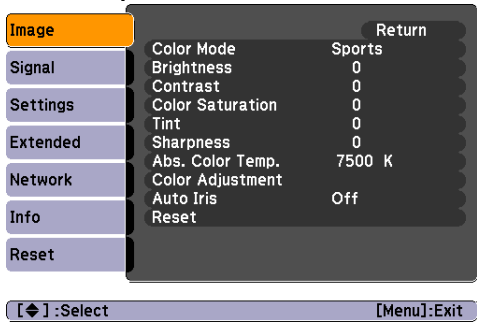 Image
Signal
Settings
Extended
Network
Info
Reset
Return
Color Mode Sports
Brightness 0
Contrast 0
Color Saturation 0
Tint 0
Sharpness 0
Abs. Color Temp. 7500 K
Color Adjustment
Auto Iris Off
Reset
[◆] :Select [Menu]:Exit